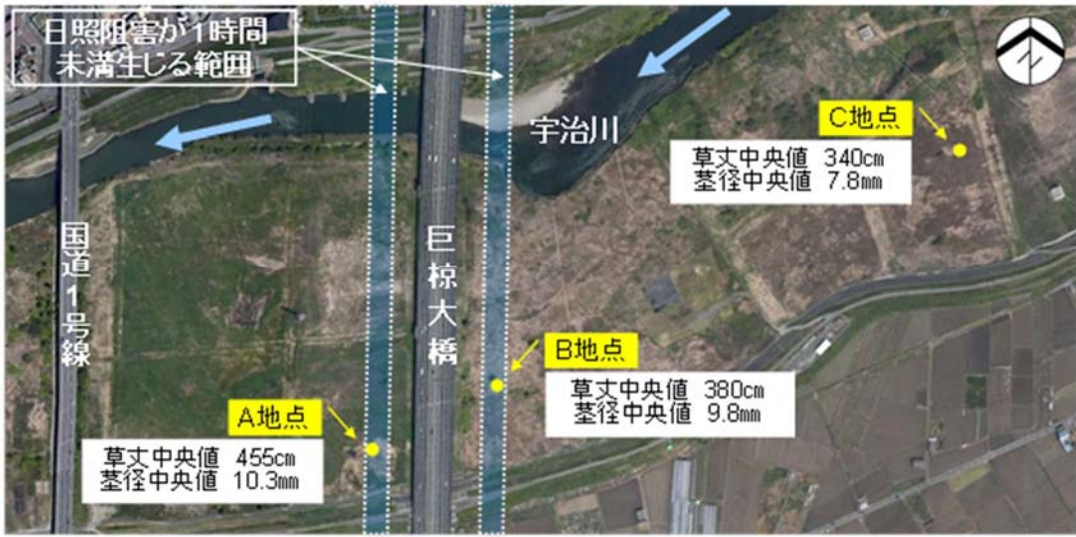 日照阻害が1時間
未満生じる範囲
宇治川
C地点
草丈中央値 340cm
茎径中央値 7.8mm
国道1号線
巨椋大橋
B地点
草丈中央値 380cm
茎径中央値 9.8mm
A地点
草丈中央値 455cm
茎径中央値 10.3mm